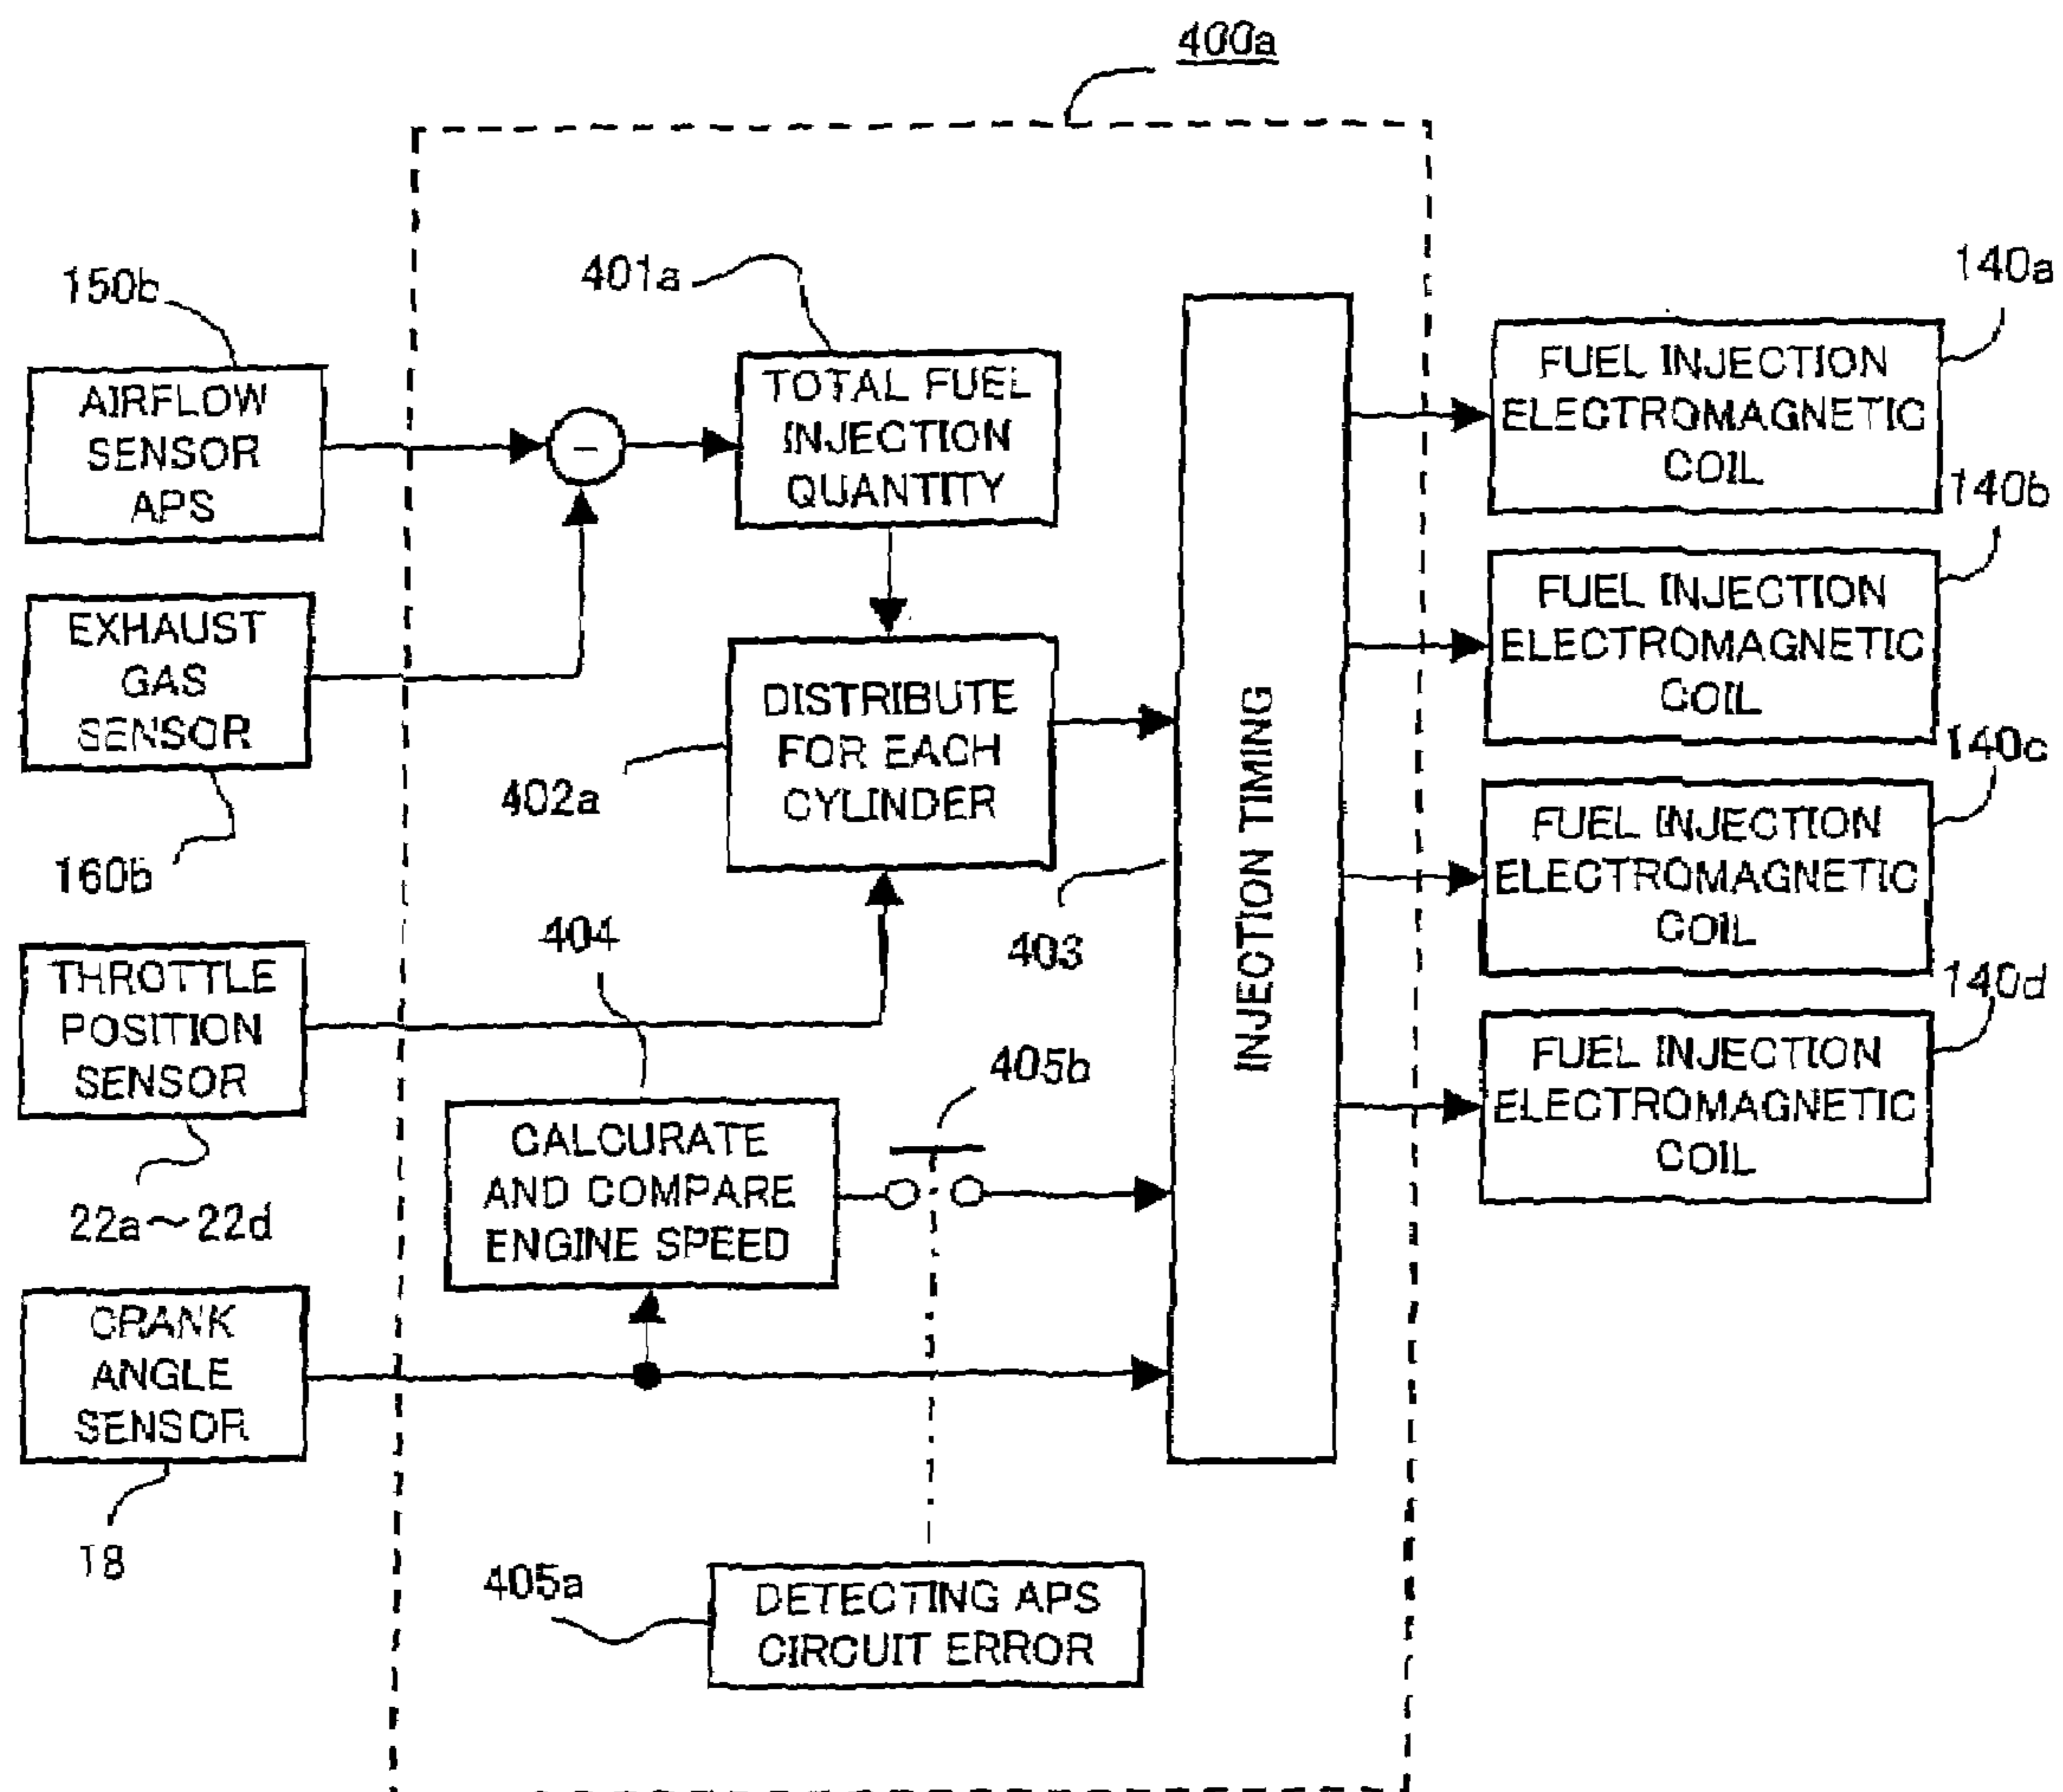 400a
150b
AIRFLOW
SENSOR
APS
EXHAUST
GAS
SENSOR
160b
THROTTLE
POSITION
SENSOR
22a～22d
CRANK
ANGLE
SENSOR
18
401a
−
TOTAL FUEL
INJECTION
QUANTITY
DISTRIBUTE
FOR EACH
CYLINDER
402a
404
CALCURATE
AND COMPARE
ENGINE SPEED
405b
403
INJECTION TIMING
405a
DETECTING APS
CIRCUIT ERROR
140a
FUEL INJECTION
ELECTROMAGNETIC
COIL
140b
FUEL INJECTION
ELECTROMAGNETIC
COIL
140c
FUEL INJECTION
ELECTROMAGNETIC
COIL
140d
FUEL INJECTION
ELECTROMAGNETIC
COIL